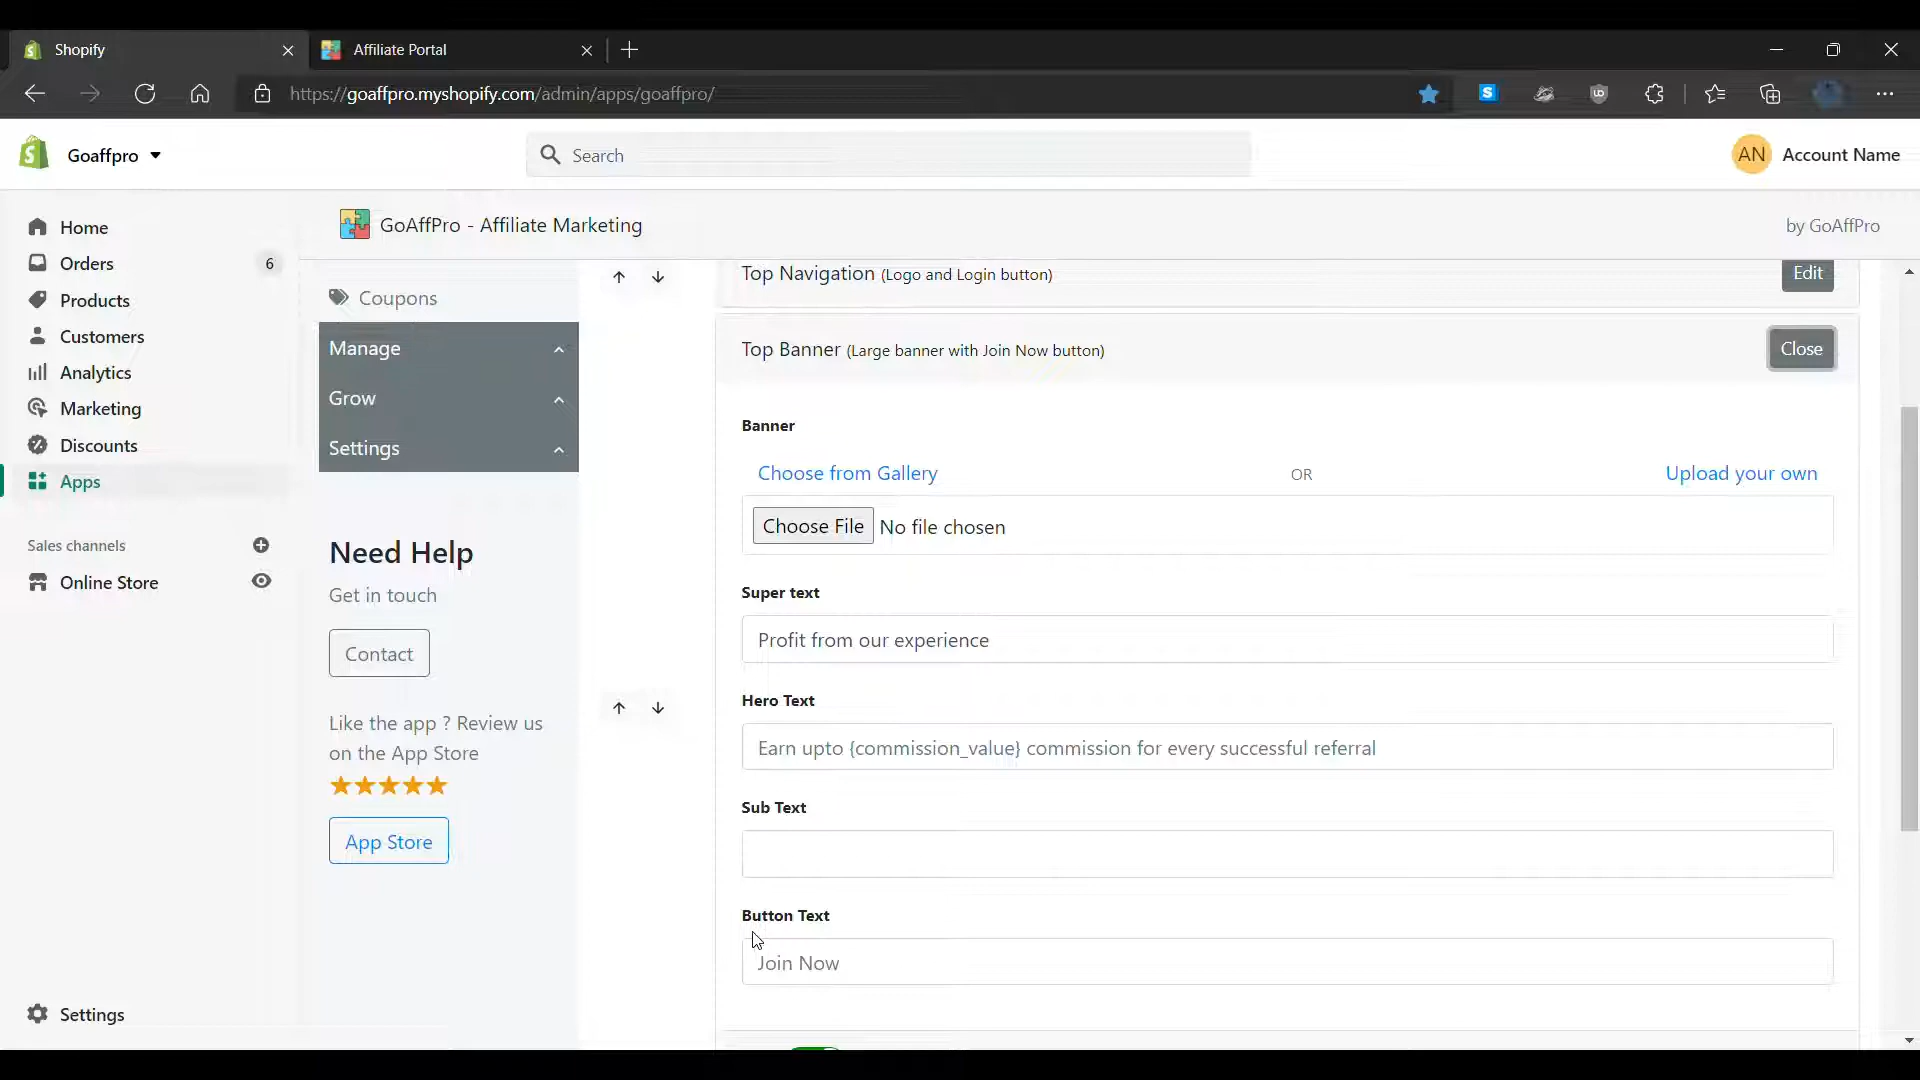 Shopify
Affiliate Portal
https://goaffpro.myshopify.com/admin/apps/goaffpro/
Goaffpro
Search
AN Account Name
GoAffPro - Affiliate Marketing
by GoAffPro
Home
Orders 6
Products
Customers
Analytics
Marketing
Discounts
Apps
Sales channels
Online Store
Settings
Coupons
Manage
Grow
Settings
Need Help
Get in touch
Contact
Like the app ? Review us
on the App Store
App Store
Top Navigation (Logo and Login button)
Edit
Top Banner (Large banner with Join Now button)
Close
Banner
Choose from Gallery
OR
Upload your own
Choose File No file chosen
Super text
Profit from our experience
Hero Text
Earn upto {commission_value} commission for every successful referral
Sub Text
Button Text
Join Now